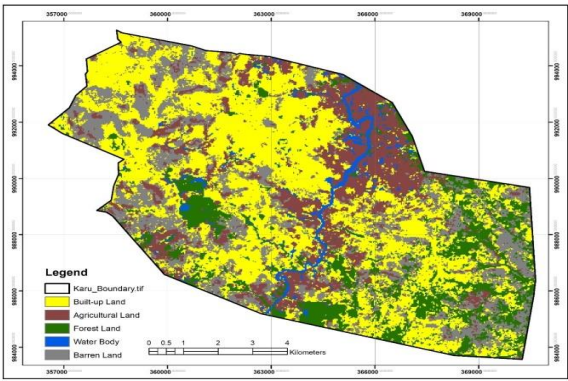 357000 360000 363000 366000 369000
994000 994000
992000 992000
990000 990000
988000 988000
986000 986000
984000 984000
Legend
Karu_Boundary.tif
Built-up Land
Agricultural Land
Forest Land
Water Body
Barren Land
0 0.5 1 2 3 4
Kilometers
357000 360000 363000 366000 369000